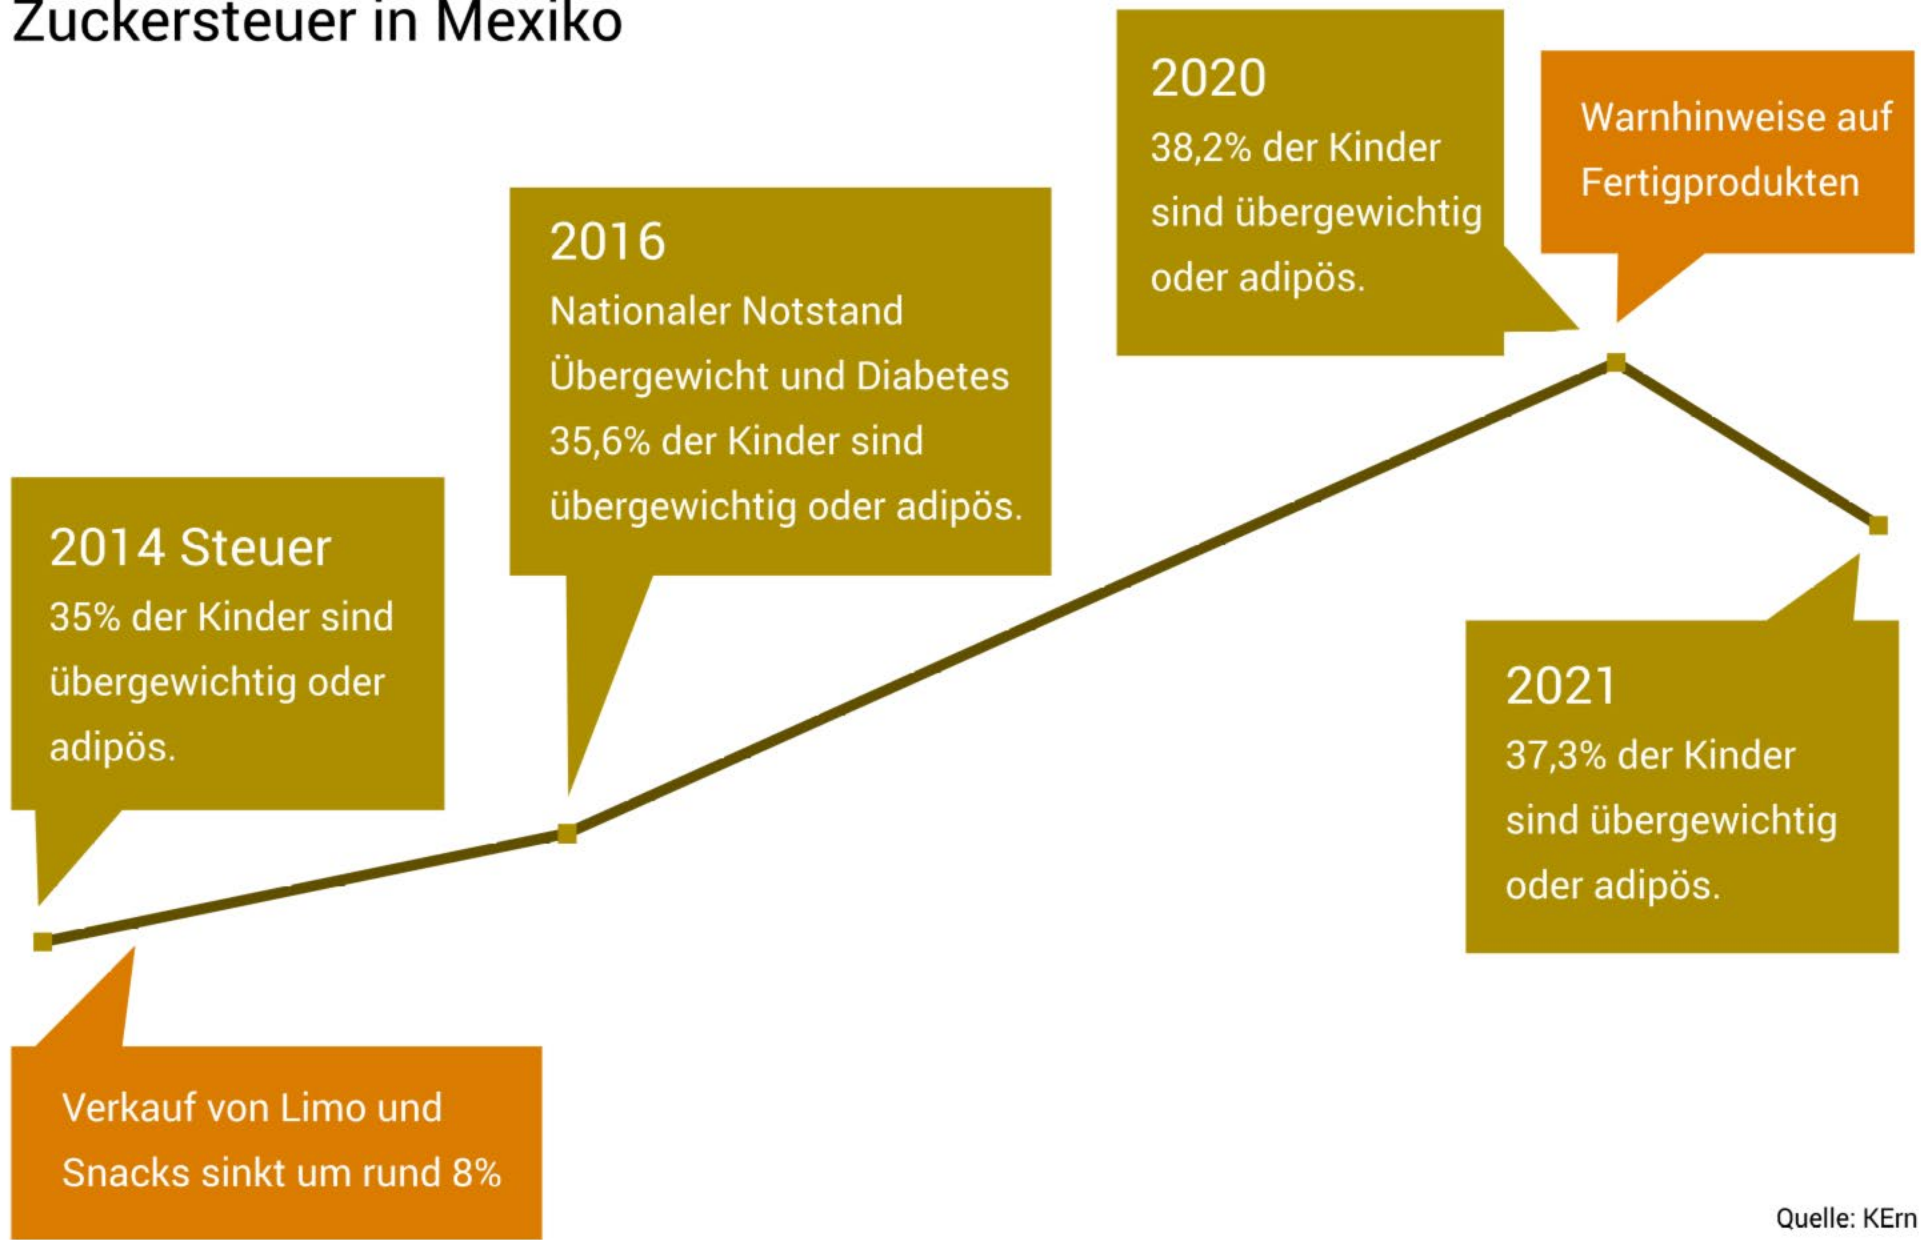 Zuckersteuer in Mexiko
2014 Steuer
35% der Kinder sind
übergewichtig oder
adipös.
Verkauf von Limo und
Snacks sinkt um rund 8%
2016
Nationaler Notstand
Übergewicht und Diabetes
35,6% der Kinder sind
übergewichtig oder adipös.
2020
38,2% der Kinder
sind übergewichtig
oder adipös.
Warnhinweise auf
Fertigprodukten
2021
37,3% der Kinder
sind übergewichtig
oder adipös.
Quelle: KErn